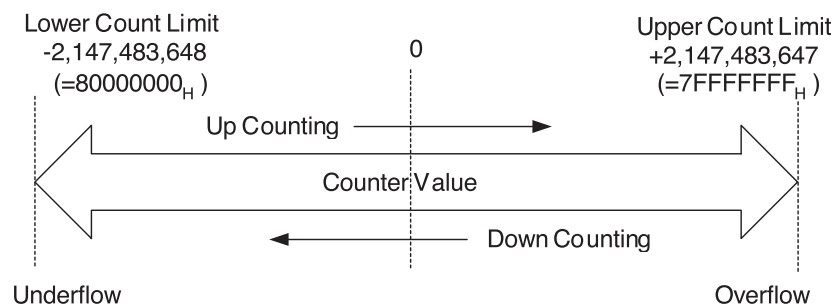 Lower Count Limit
-2,147,483,648
(=80000000H )
0
Upper Count Limit
+2,147,483,647
(=7FFFFFFFH )
Up Counting
Counter Value
Down Counting
Underflow
Overflow